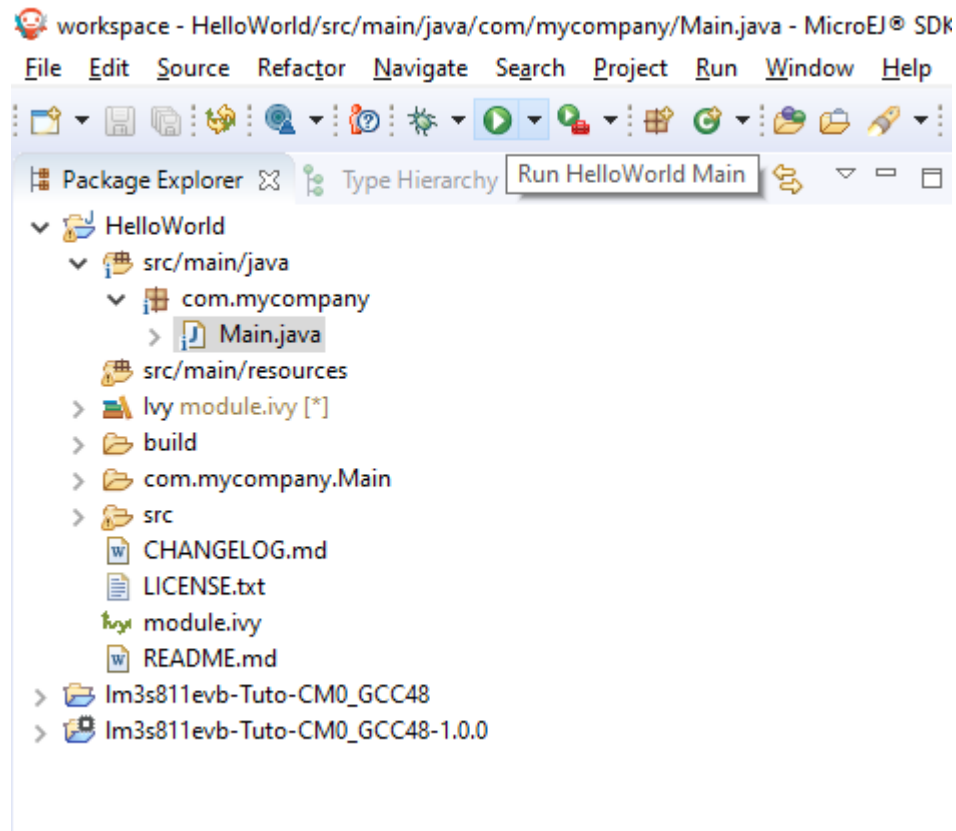 workspace - HelloWorld/src/main/java/com/mycompany/Main.java - MicroEJ® SDK
File Edit Source Refactor Navigate Search Project Run Window Help
Package Explorer Type Hierarchy Run HelloWorld Main
HelloWorld
src/main/java
com.mycompany
Main.java
src/main/resources
Ivy module.ivy [*]
build
com.mycompany.Main
src
CHANGELOG.md
LICENSE.txt
module.ivy
README.md
lm3s811evb-Tuto-CM0_GCC48
lm3s811evb-Tuto-CM0_GCC48-1.0.0